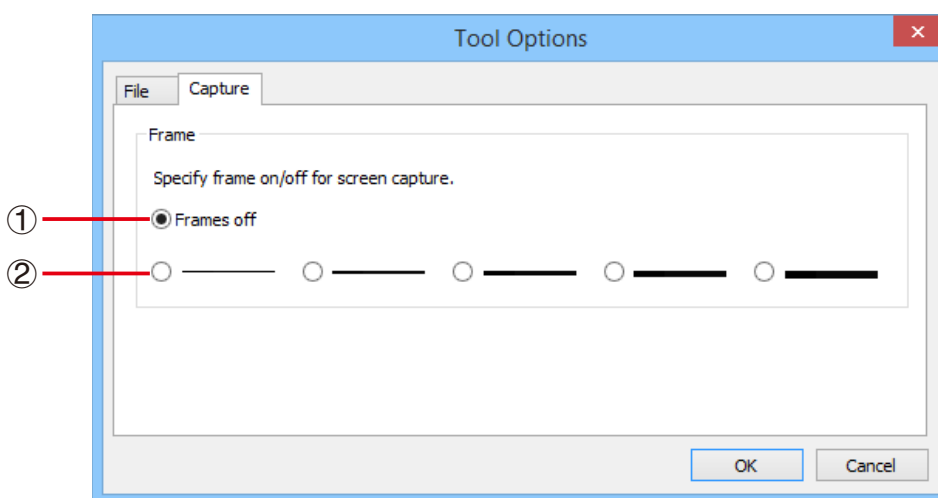 Tool Options
File Capture
Frame
Specify frame on/off for screen capture.
① Frames off
②
OK Cancel